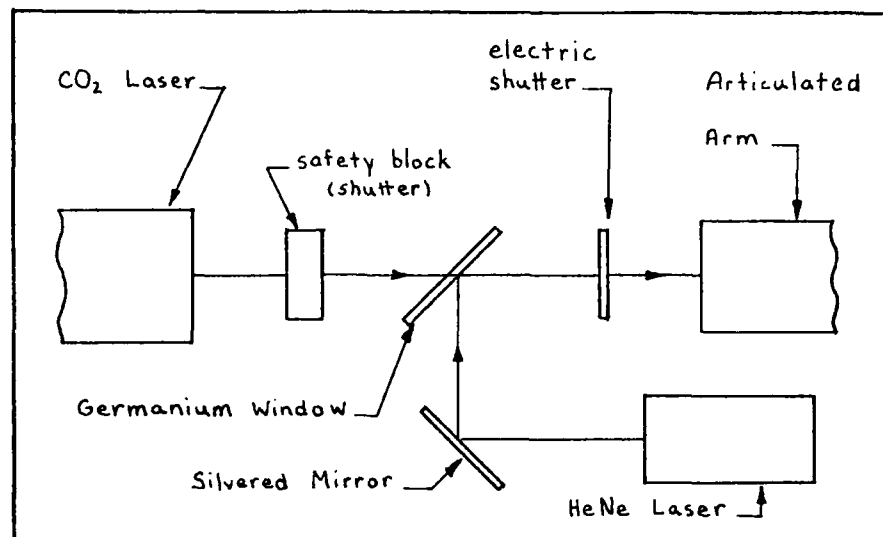 CO₂ Laser
safety block
(shutter)
electric
shutter
Articulated
Arm
Germanium Window
Silvered Mirror
HeNe Laser